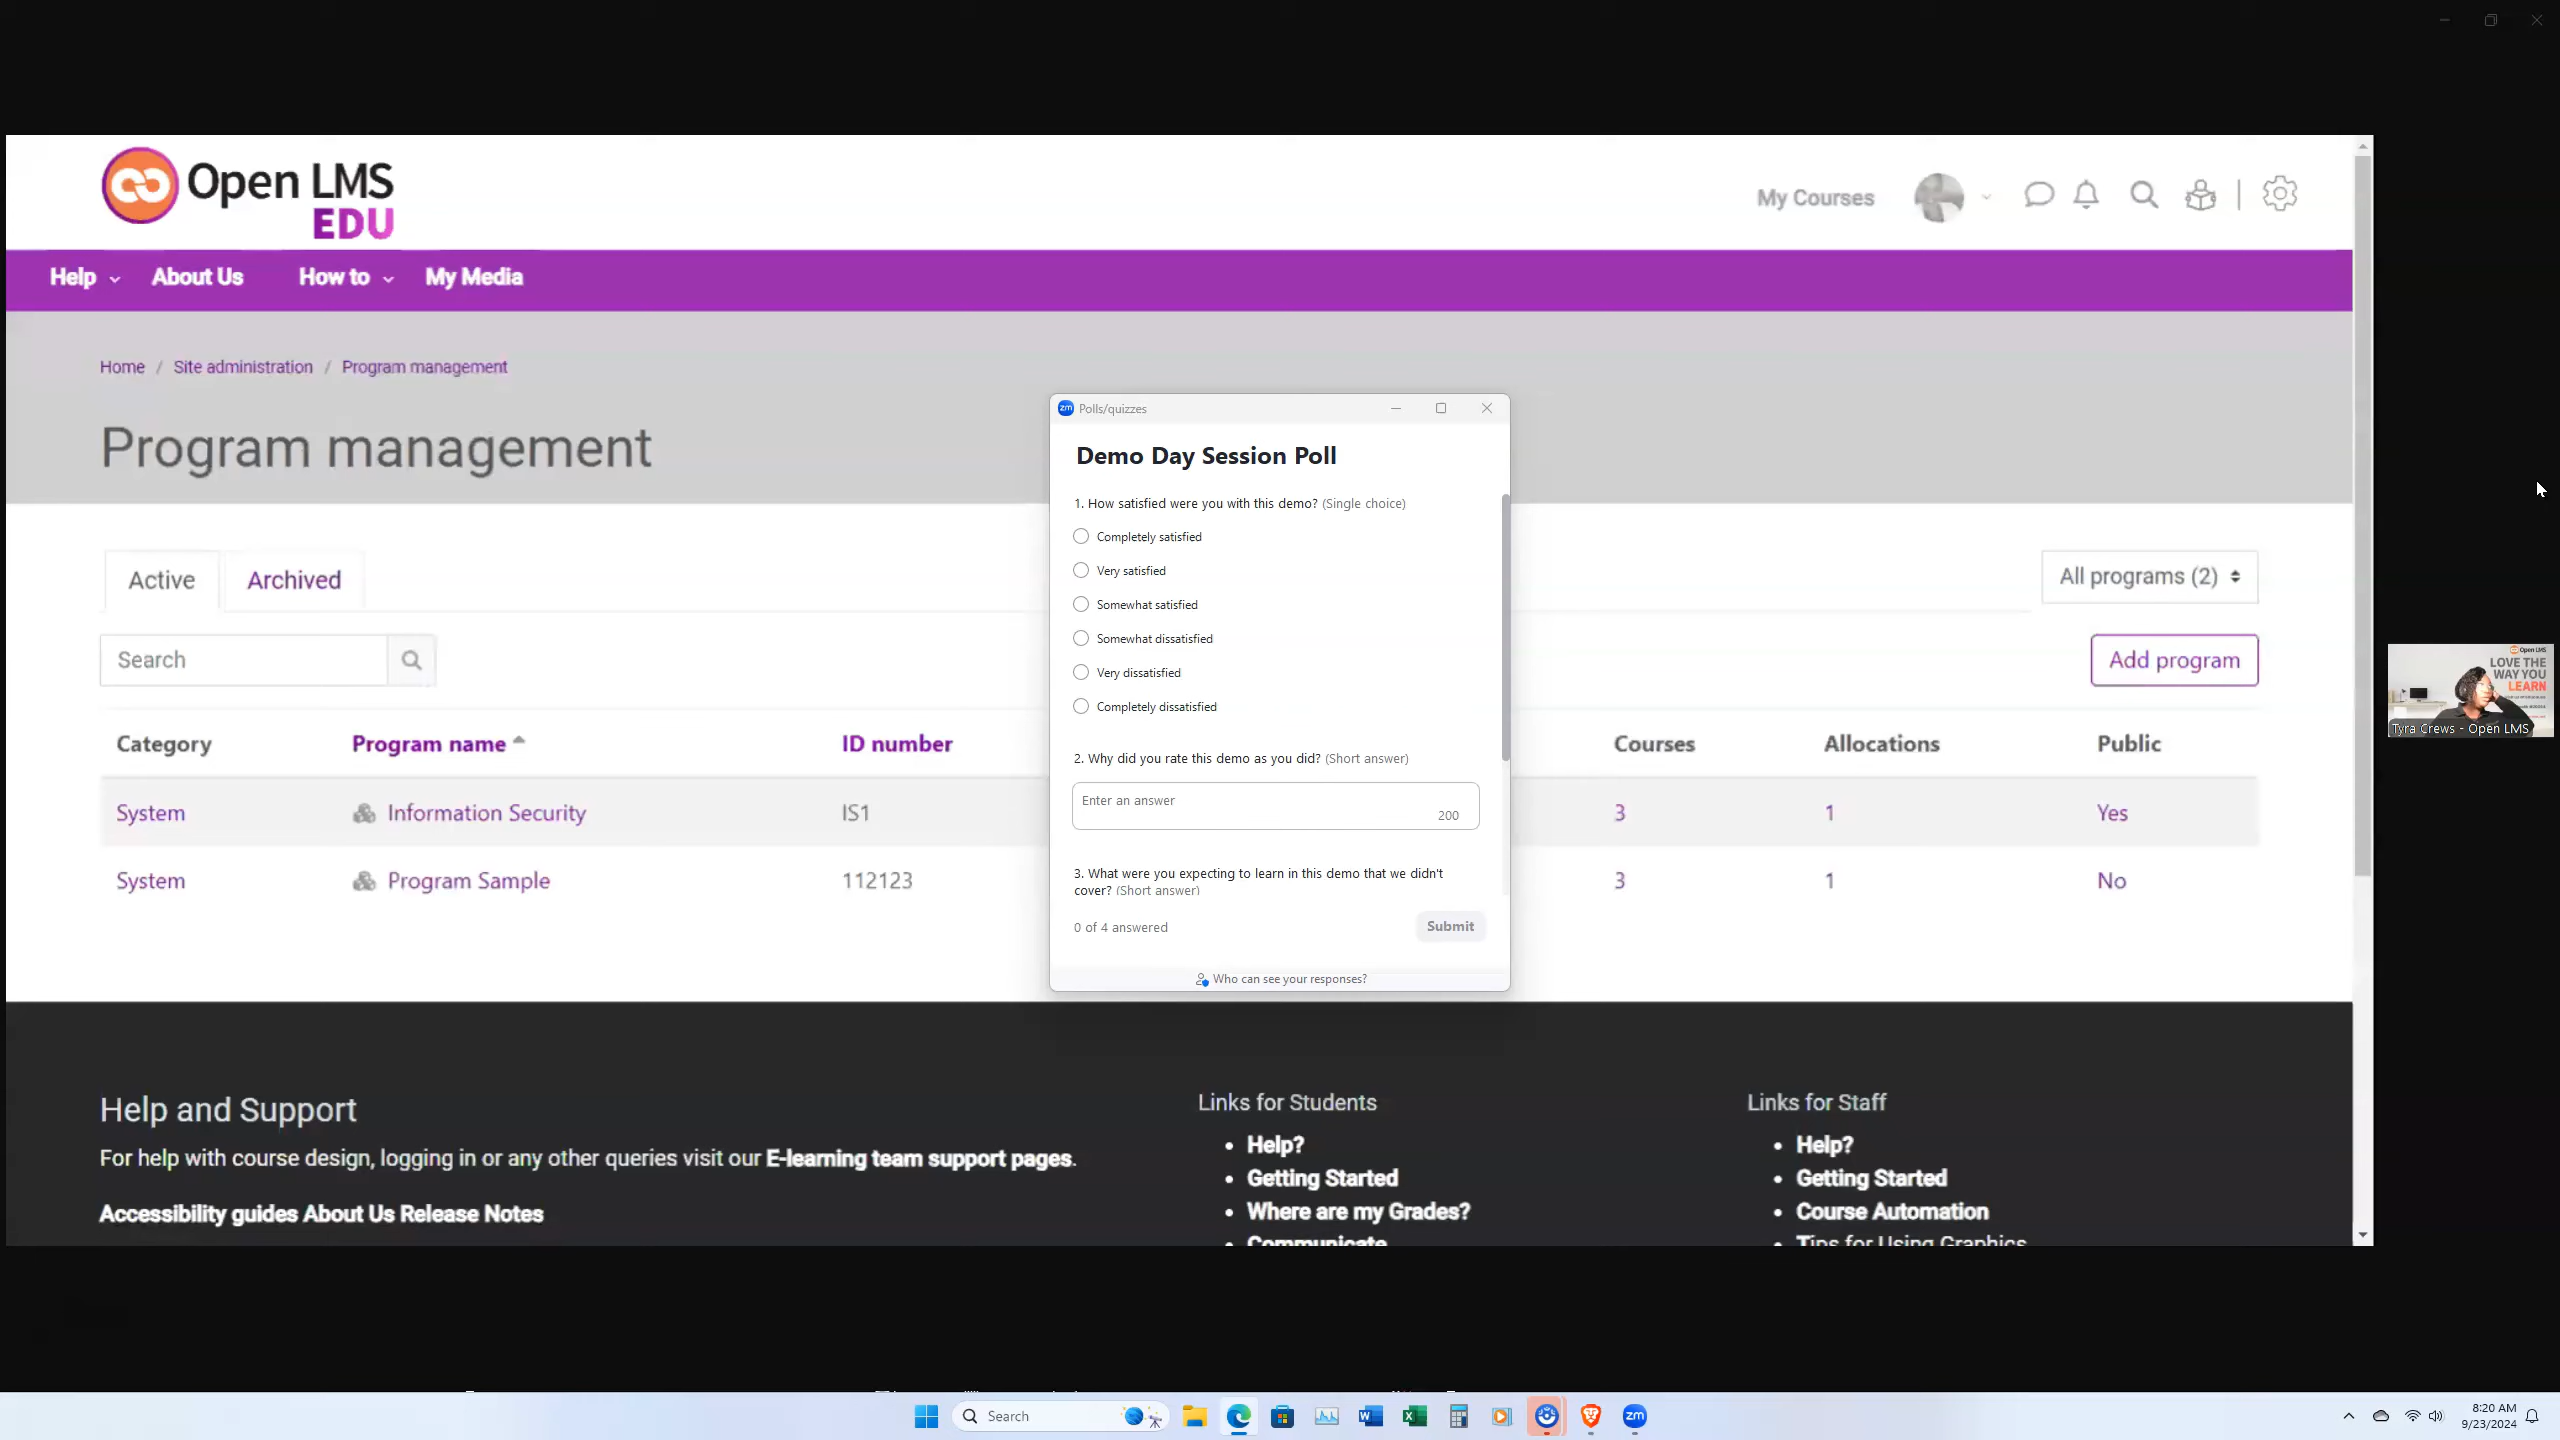 Open LMS
EDU
My Courses
Help
About Us
How to
My Media
Home / Site administration / Program management
Program management
Active
Archived
All programs (2)
Search
Add program
Category
Program name
ID number
Courses
Allocations
Public
System
Information Security
IS1
3
1
Yes
System
Program Sample
112123
3
1
No
zm Polls/quizzes
Demo Day Session Poll
1. How satisfied were you with this demo? (Single choice)
Completely satisfied
Very satisfied
Somewhat satisfied
Somewhat dissatisfied
Very dissatisfied
Completely dissatisfied
2. Why did you rate this demo as you did? (Short answer)
Enter an answer
200
3. What were you expecting to learn in this demo that we didn't
cover? (Short answer)
0 of 4 answered
Submit
Who can see your responses?
Open LMS
LOVE THE
WAY YOU
LEARN
Tyra Crews - Open LMS
Help and Support
For help with course design, logging in or any other queries visit our E-learning team support pages.
Accessibility guides About Us Release Notes
Links for Students
Help?
Getting Started
Where are my Grades?
Communicate
Links for Staff
Help?
Getting Started
Course Automation
Tips for Using Graphics
Search
zm
8:20 AM
9/23/2024